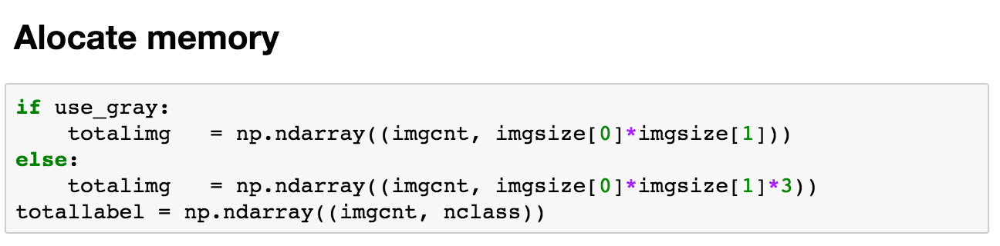 Alocate memory
if use_gray:
    totalimg   = np.ndarray((imgcnt, imgsize[0]*imgsize[1]))
else:
    totalimg   = np.ndarray((imgcnt, imgsize[0]*imgsize[1]*3))
totallabel = np.ndarray((imgcnt, nclass))